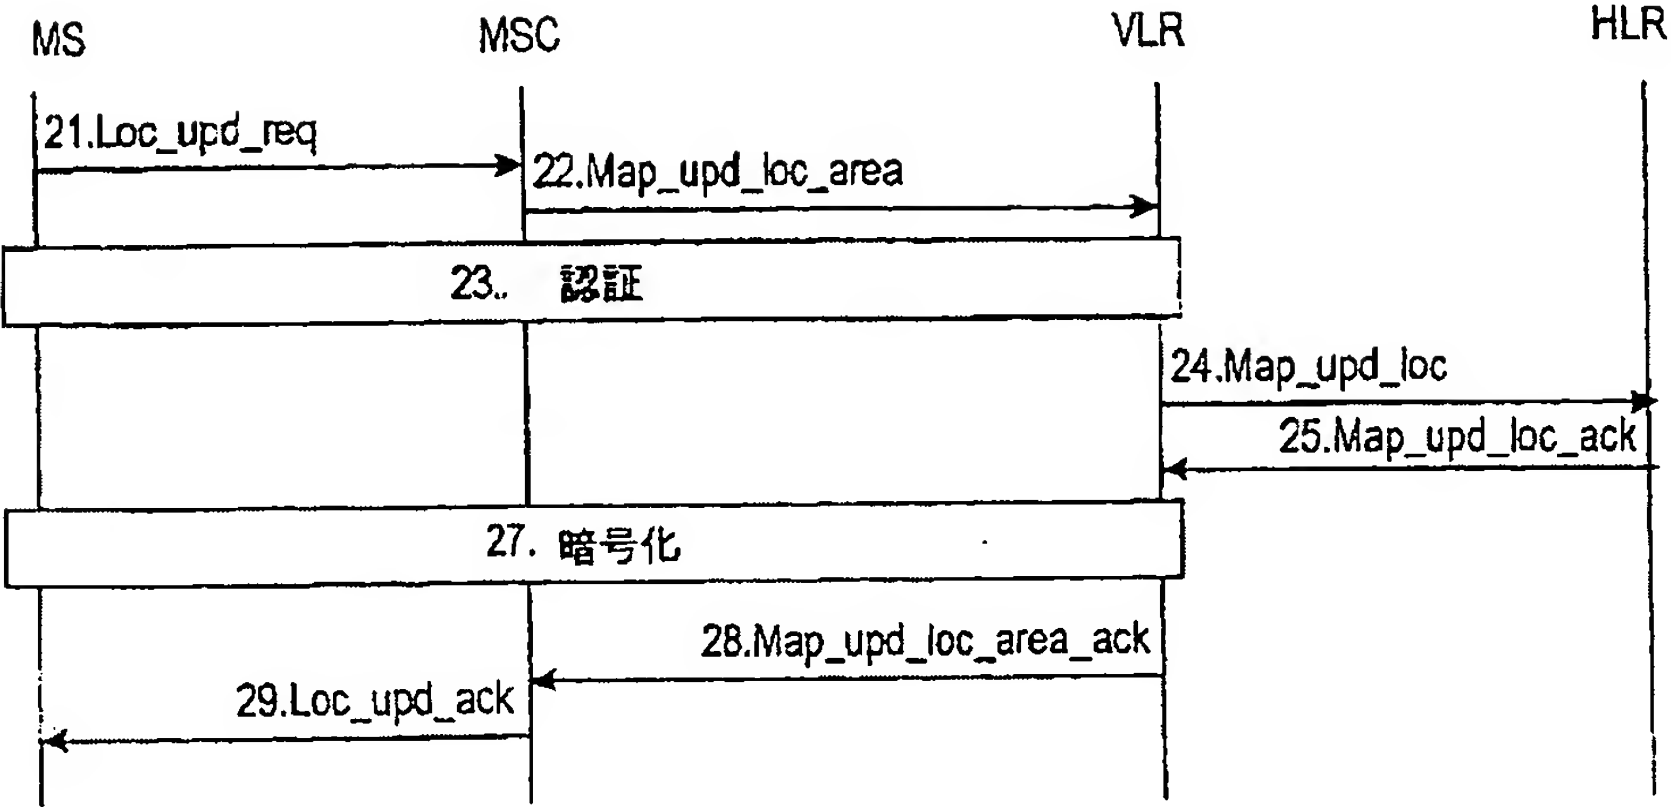 MS MSC VLR HLR
21.Loc_upd_req
22.Map_upd_loc_area
23.. 認証
24.Map_upd_loc
25.Map_upd_loc_ack
27. 暗号化
28.Map_upd_loc_area_ack
29.Loc_upd_ack